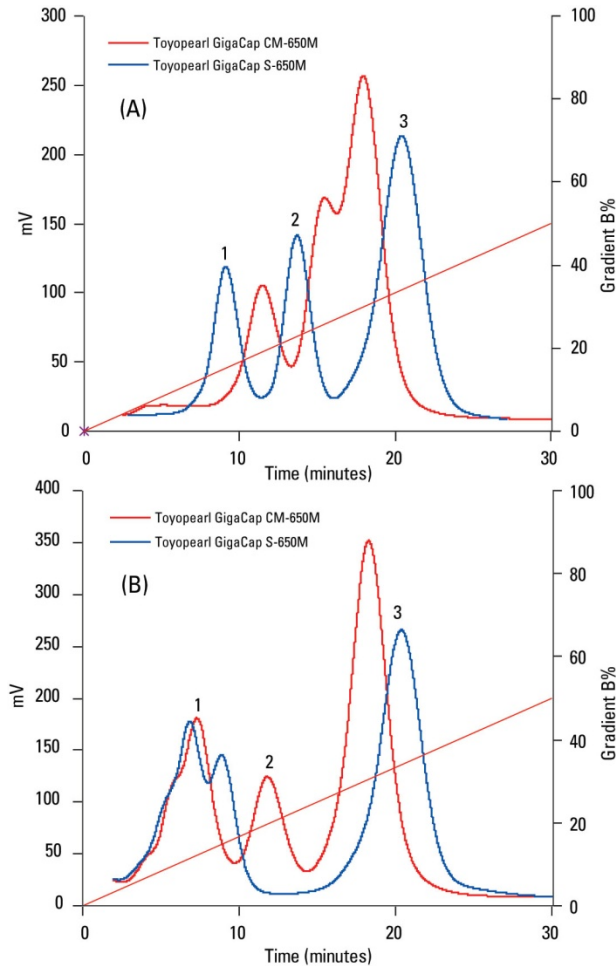 300
250
200
150
100
50
0
mV
Toyopearl GigaCap CM-650M
Toyopearl GigaCap S-650M
(A)
1
2
3
100
80
60
40
20
0
Gradient B%
0 10 20 30
Time (minutes)
400
350
300
250
200
150
100
50
0
mV
Toyopearl GigaCap CM-650M
Toyopearl GigaCap S-650M
(B)
1
2
3
100
80
60
40
20
0
Gradient B%
0 10 20 30
Time (minutes)